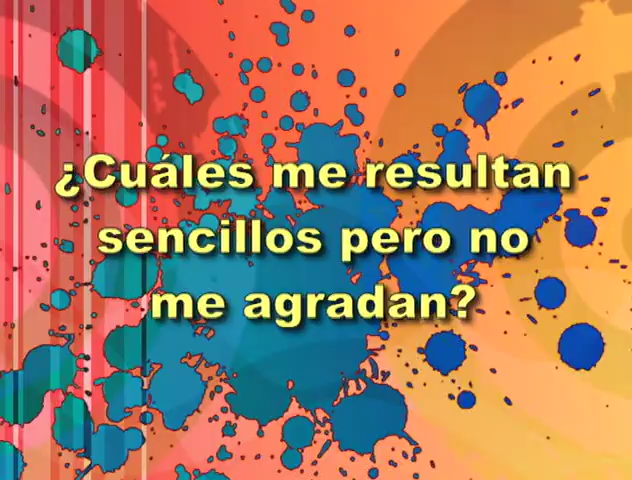 ¿Cuáles me resultan
sencillos pero no
me agradan?